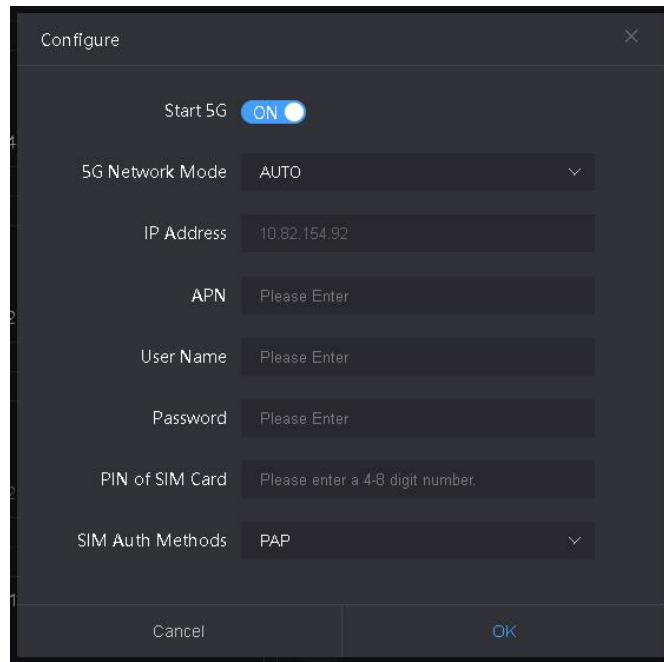 Configure
Start 5G ON
5G Network Mode AUTO
IP Address 10.82.154.92
APN Please Enter
User Name Please Enter
Password Please Enter
PIN of SIM Card Please enter a 4-8 digit number.
SIM Auth Methods PAP
Cancel OK